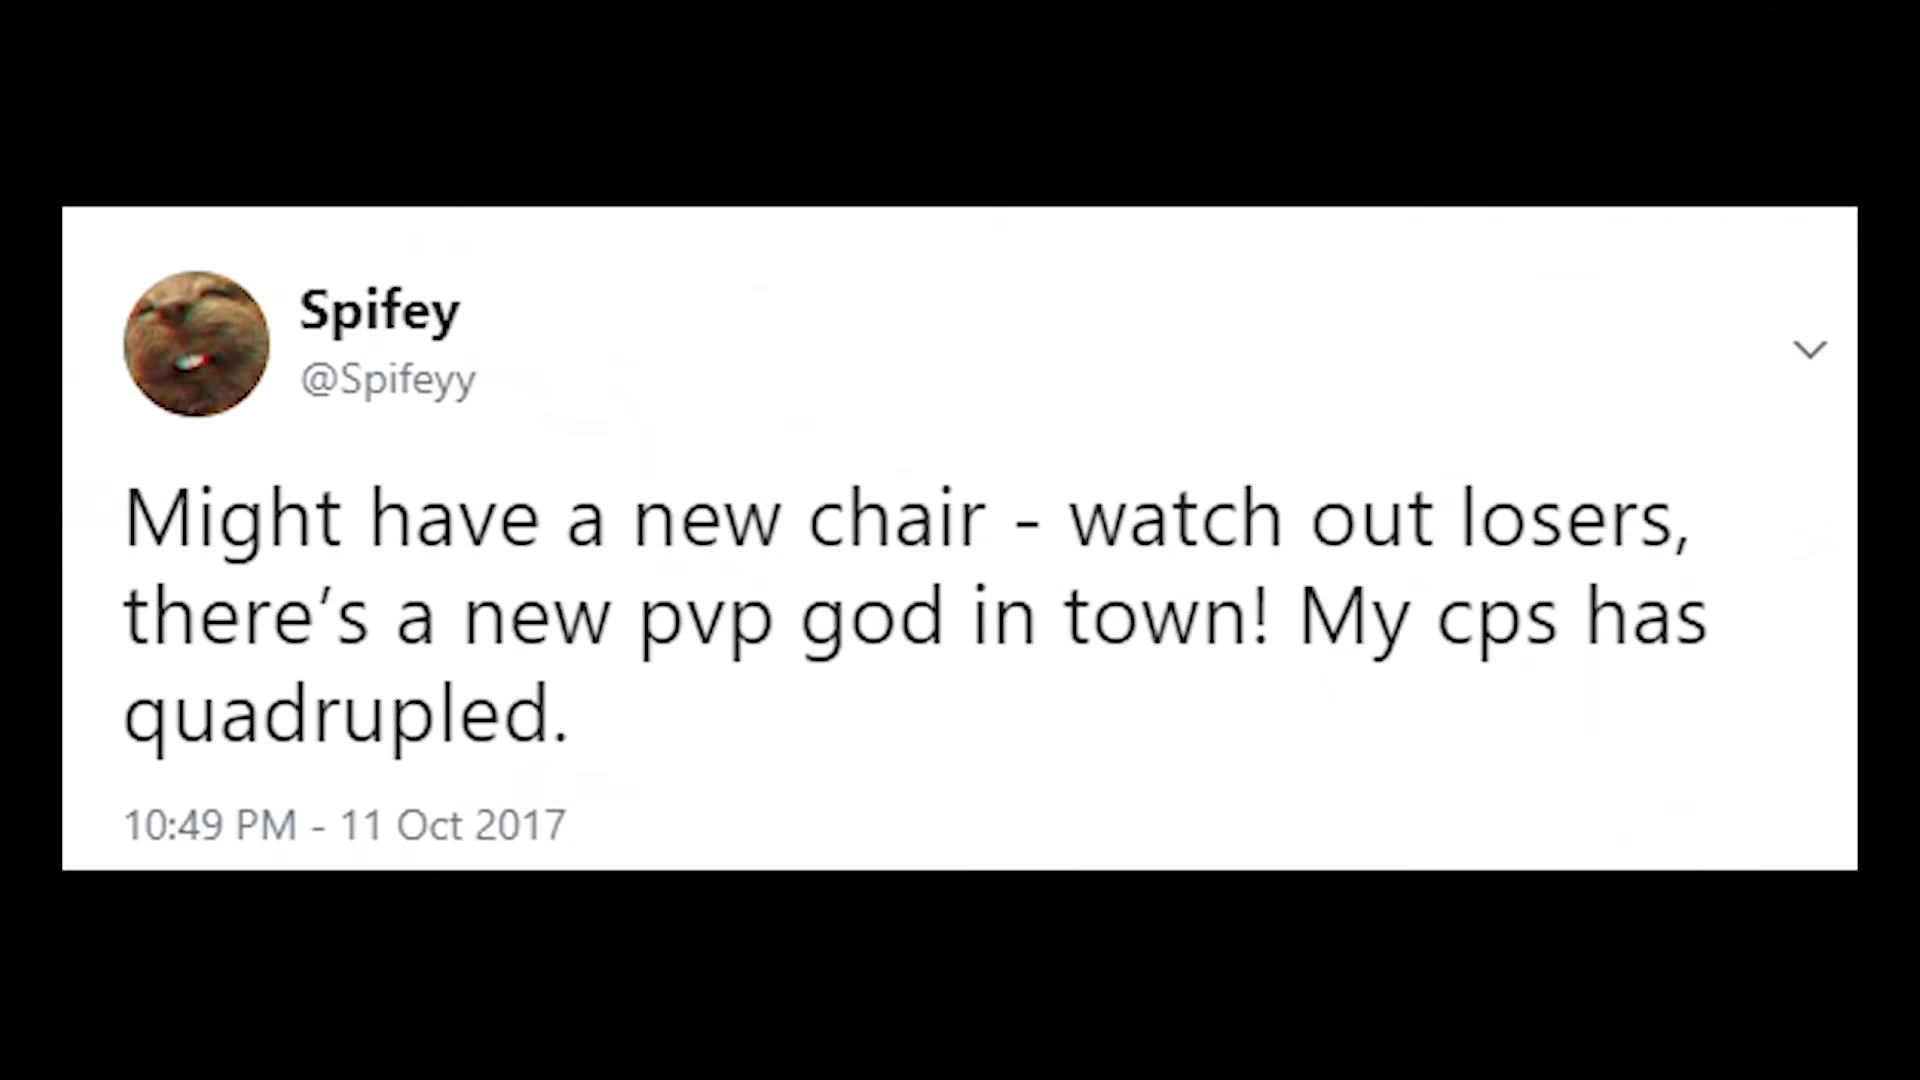 Spifey
@Spifeyy
Might have a new chair - watch out losers,
there’s a new pvp god in town! My cps has
quadrupled.
10:49 PM - 11 Oct 2017